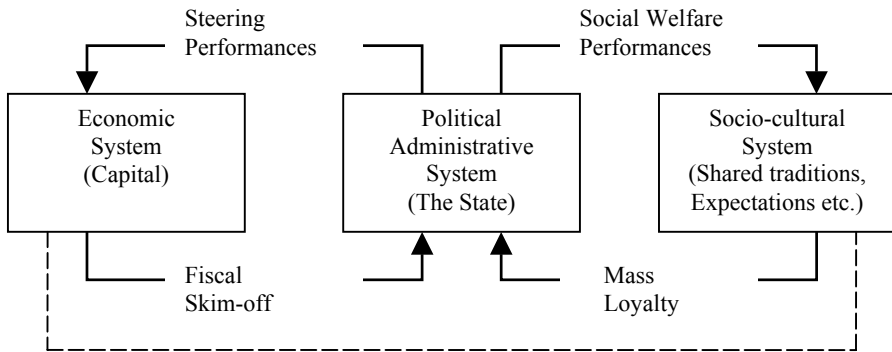 Steering
Performances
Social Welfare
Performances
Economic
System
(Capital)
Political
Administrative
System
(The State)
Socio-cultural
System
(Shared traditions,
Expectations etc.)
Fiscal
Skim-off
Mass
Loyalty